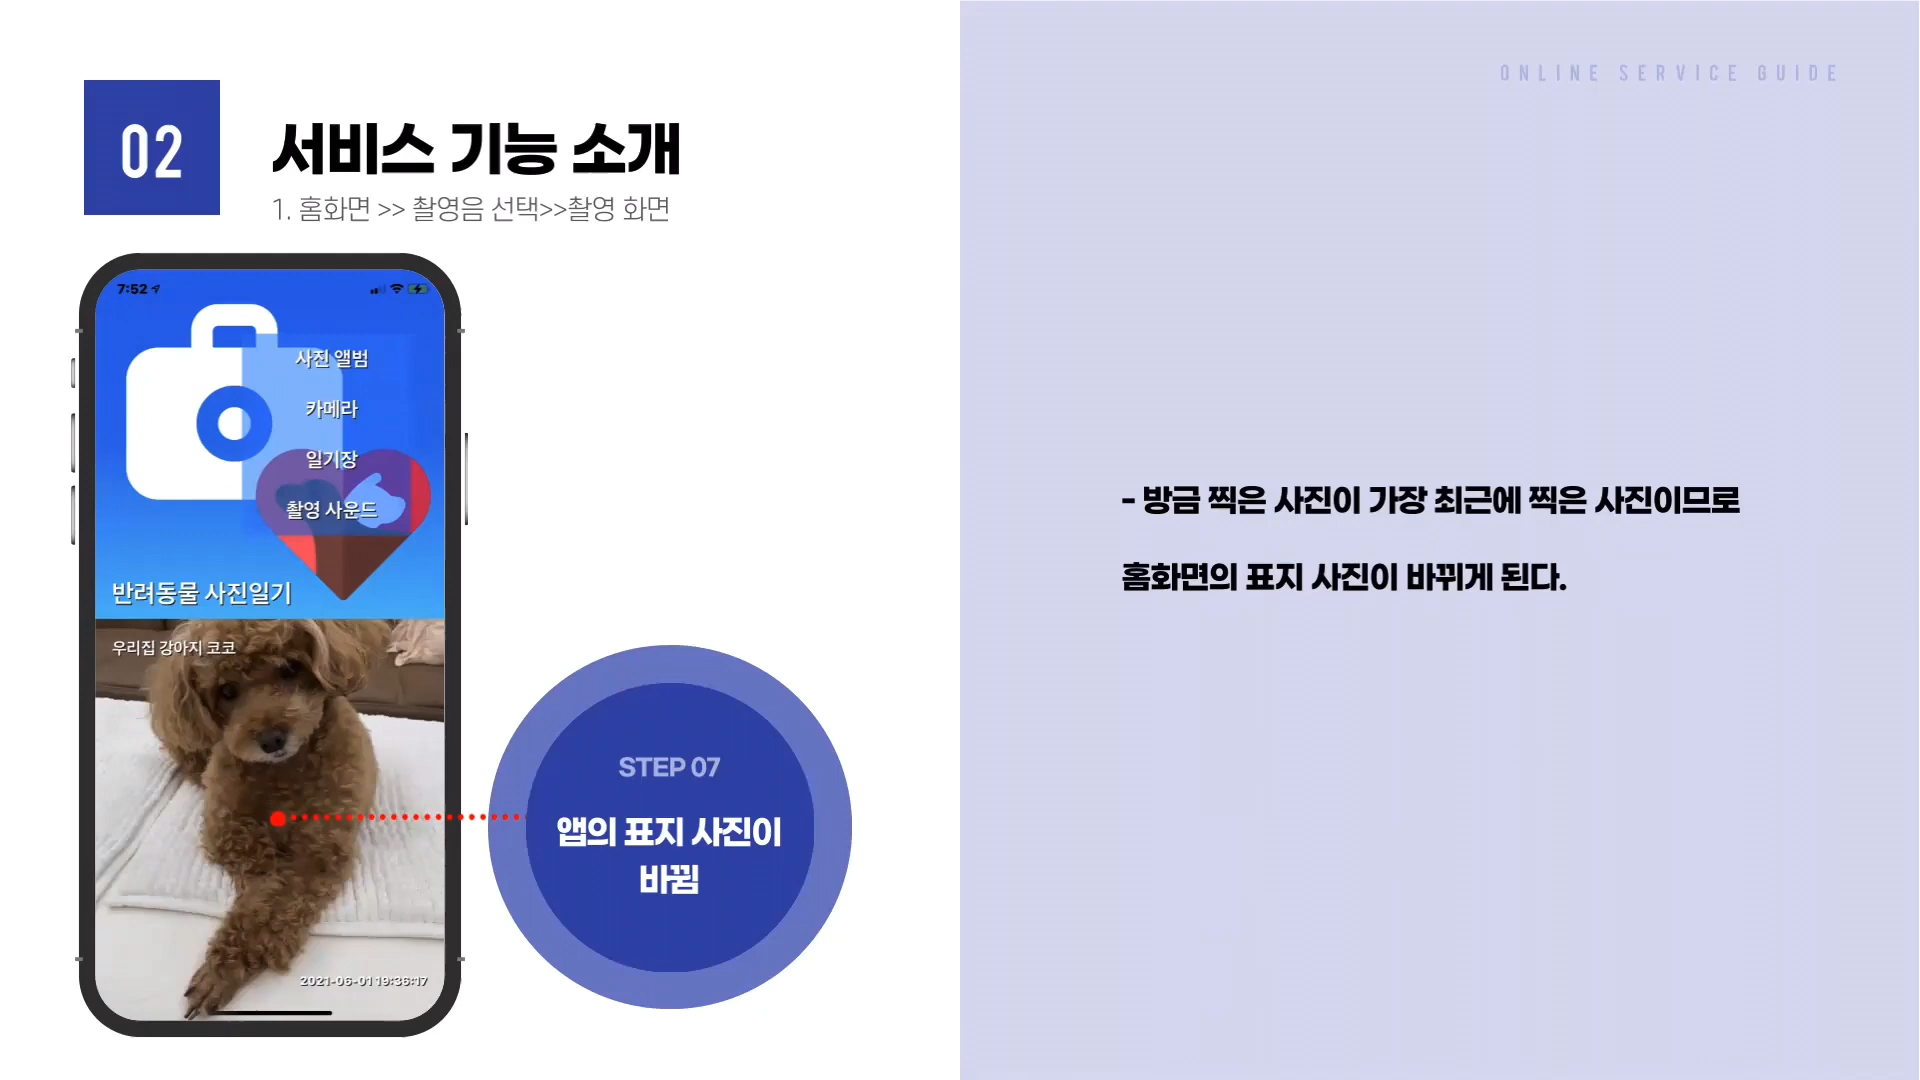 ONLINE SERVICE GUIDE
02
서비스 기능 소개
1. 홈화면 >> 촬영음 선택>>촬영 화면
7:52
사진 앨범
카메라
일기장
촬영 사운드
반려동물 사진일기
우리집 강아지 코코
2021-06-01 19:36:17
STEP 07
앱의 표지 사진이
바뀜
- 방금 찍은 사진이 가장 최근에 찍은 사진이므로
홈화면의 표지 사진이 바뀌게 된다.